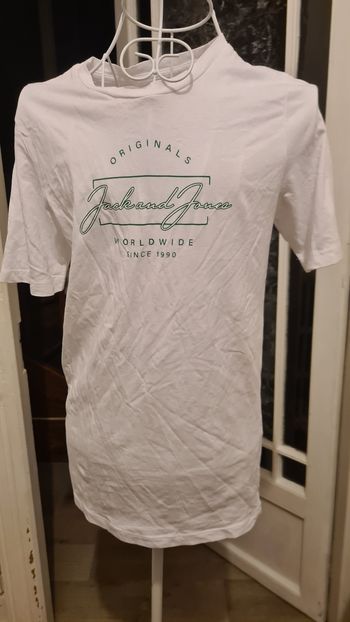 ORIGINALS
Jack and Jones
WORLDWIDE
SINCE 1990